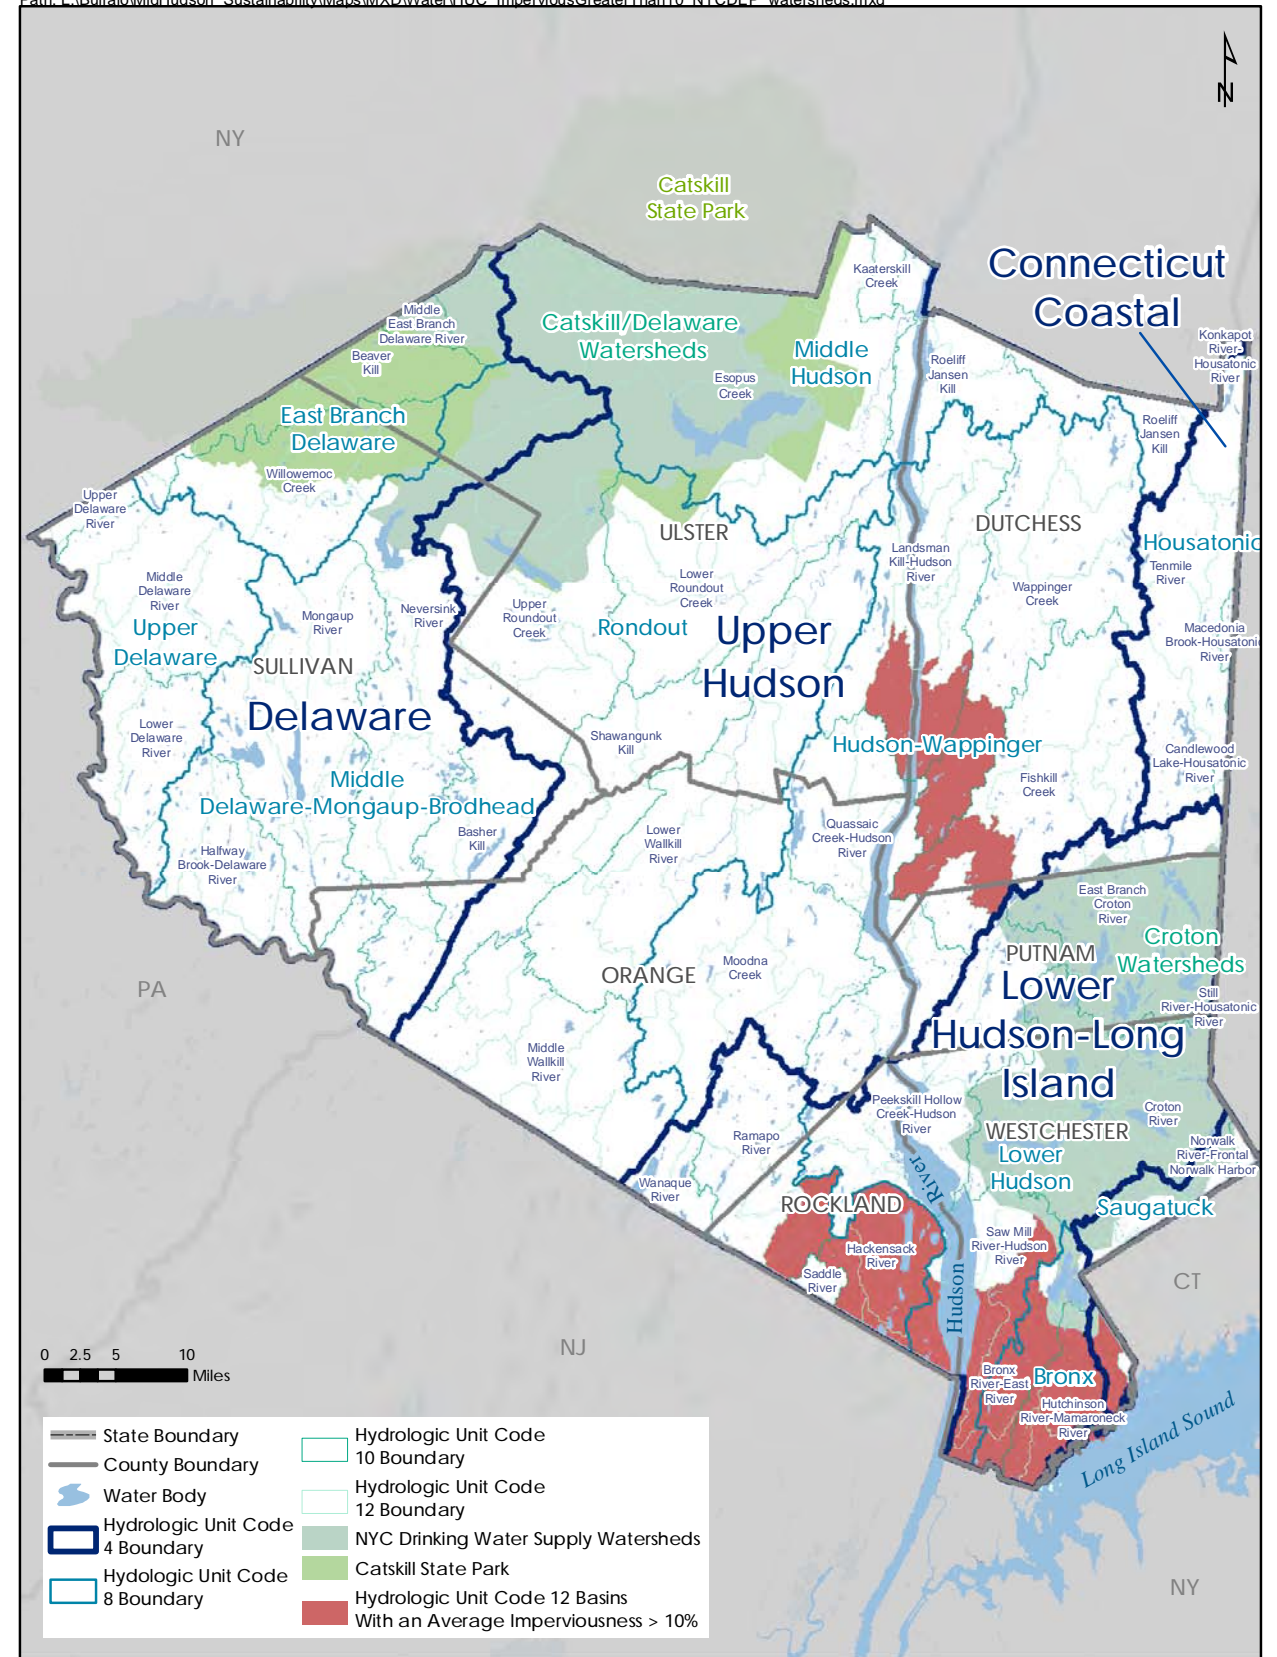 Path: L:\Buffalo\MidHudson_Sustainability\Maps\MXD\Water\HUC_ImperviousGreaterThan10_NYCDEP_watersheds.mxd
N
NY
Catskill
State Park
Connecticut
Coastal
Kaaterskill
Creek
Middle
East Branch
Delaware River
Beaver
Kill
Catskill/Delaware
Watersheds
Middle
Hudson
Konkapot
River-
Housatonic
River
Roeliff
Jansen
Kill
Esopus
Creek
East Branch
Delaware
Roeliff
Jansen
Kill
Willowemoc
Creek
Upper
Delaware
River
ULSTER
DUTCHESS
Housatonic
Tenmile
River
Landsman
Kill-Hudson
River
Middle
Delaware
River
Mongaup
River
Neversink
River
Upper
Roundout
Creek
Lower
Roundout
Creek
Wappinger
Creek
Upper
Delaware
Rondout
Upper
Hudson
Macedonia
Brook-Housatonic
River
SULLIVAN
Delaware
Lower
Delaware
River
Shawangunk
Kill
Hudson-Wappinger
Candlewood
Lake-Housatonic
River
Middle
Delaware-Mongaup-Brodhead
Fishkill
Creek
Basher
Kill
Lower
Wallkill
River
Quassaic
Creek-Hudson
River
Halfway
Brook-Delaware
River
East Branch
Croton
River
Croton
Watersheds
PUTNAM
ORANGE
Moodna
Creek
PA
Lower
Hudson-Long
Island
Still
River-Housatonic
River
Middle
Wallkill
River
Peekskill Hollow
Creek-Hudson
River
Croton
River
WESTCHESTER
Ramapo
River
Lower
Hudson
Norwalk
River-Frontal
Norwalk Harbor
Wanaque
River
River
ROCKLAND
Saugatuck
Saw Mill
River-Hudson
River
Hackensack
River
Saddle
River
Hudson
CT
NJ
Bronx
River-East
River
Bronx
Hutchinson
River-Mamaroneck
River
Long Island Sound
NY
0 2.5 5 10
Miles
State Boundary
County Boundary
Water Body
Hydrologic Unit Code
4 Boundary
Hydologic Unit Code
8 Boundary
Hydrologic Unit Code
10 Boundary
Hydrologic Unit Code
12 Boundary
NYC Drinking Water Supply Watersheds
Catskill State Park
Hydrologic Unit Code 12 Basins
With an Average Imperviousness > 10%